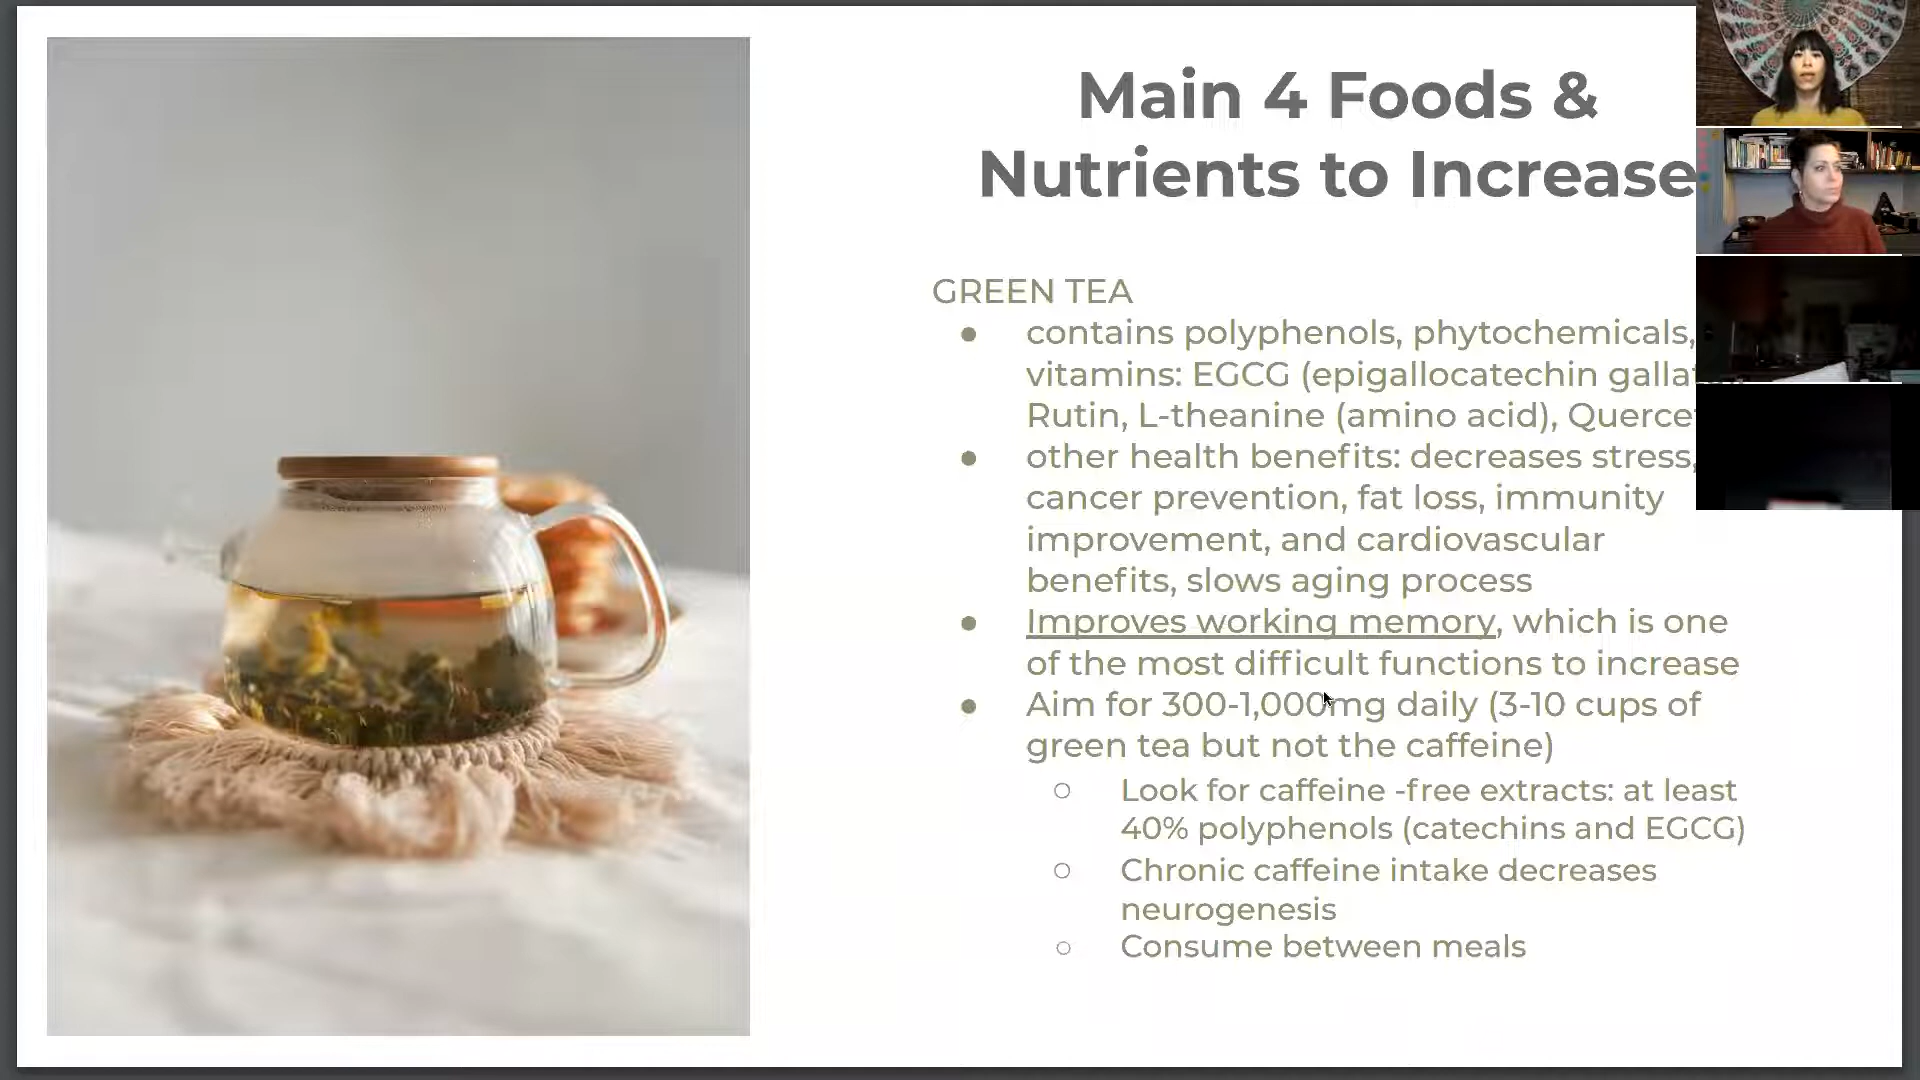 Main 4 Foods &
Nutrients to Increase
GREEN TEA
contains polyphenols, phytochemicals,
vitamins: EGCG (epigallocatechin
Rutin, L-theanine (amino acid),
other health benefits: decreases stress,
cancer prevention, fat loss, immunity
improvement, and cardiovascular
benefits, slows aging process
Improves working memory, which is one
of the most difficult functions to increase
Aim for 300-1,000mg daily (3-10 cups of
green tea but not the caffeine)
Look for caffeine -free extracts: at least
40% polyphenols (catechins and EGCG)
Chronic caffeine intake decreases
neurogenesis
Consume between meals